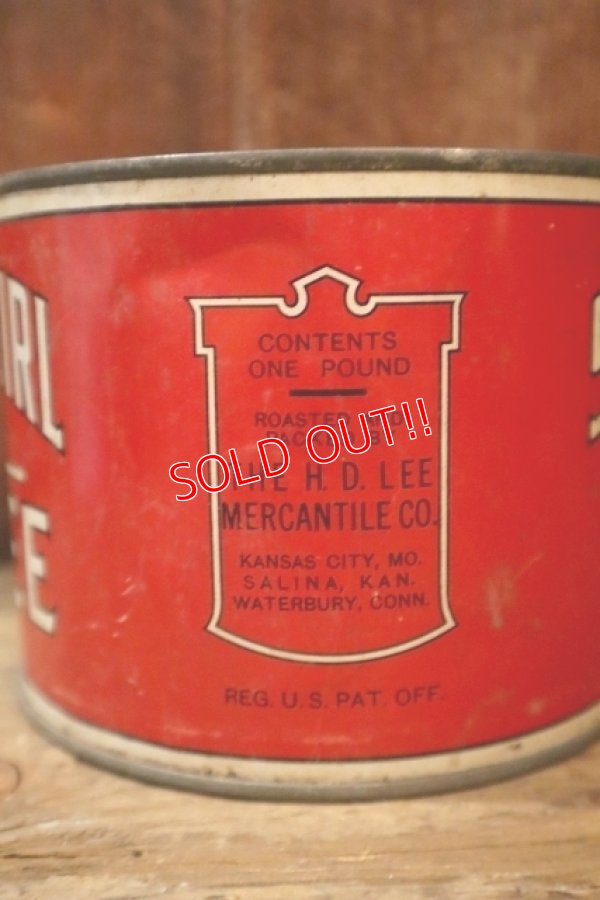 CONTENTS
ONE POUND
ROASTED AND
PACKED BY
SOLD OUT!!
THE H. D. LEE
MERCANTILE CO.
KANSAS CITY, MO.
SALINA, KAN.
WATERBURY, CONN.
REG. U.S. PAT. OFF.